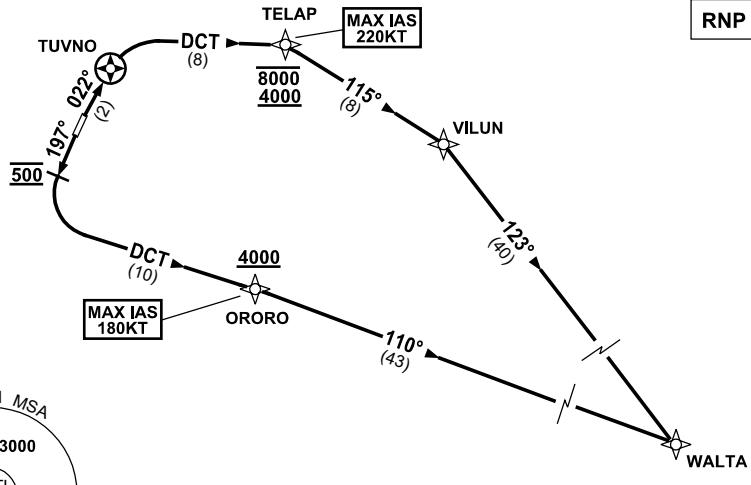 RNP
TELAP
MAX IAS
220KT
TUVNO
DCT
(8)
8000
4000
022°
(2)
115°
(8)
VILUN
197°
500
123°
(40)
DCT
(10)
4000
MAX IAS
180KT
ORORO
110°
(43)
MSA
3000
WALTA